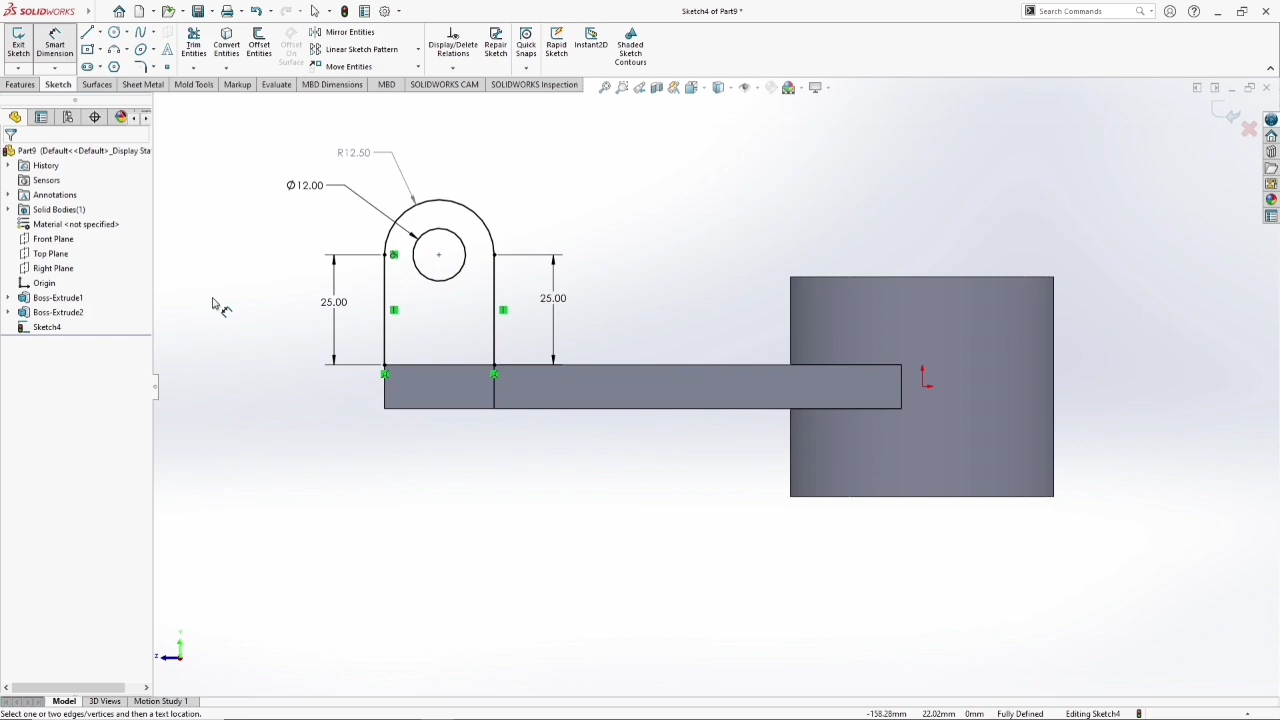 SOLIDWORKS
Sketch4 of Part9 *
Search Commands
Exit Sketch
Smart Dimension
Trim Entities
Convert Entities
Offset Entities
Offset On Surface
Mirror Entities
Linear Sketch Pattern
Move Entities
Display/Delete Relations
Repair Sketch
Quick Snaps
Rapid Sketch
Instant2D
Shaded Sketch Contours
Features
Sketch
Surfaces
Sheet Metal
Mold Tools
Markup
Evaluate
MBD Dimensions
MBD
SOLIDWORKS CAM
SOLIDWORKS Inspection
Part9 (Default<<Default>_Display Sta
History
Sensors
Annotations
Solid Bodies(1)
Material <not specified>
Front Plane
Top Plane
Right Plane
Origin
Boss-Extrude1
Boss-Extrude2
Sketch4
R12.50
Ø12.00
25.00
25.00
Y
Z
Model
3D Views
Motion Study 1
Select one or two edges/vertices and then a text location.
-158.28mm
22.02mm
0mm
Fully Defined
Editing Sketch4